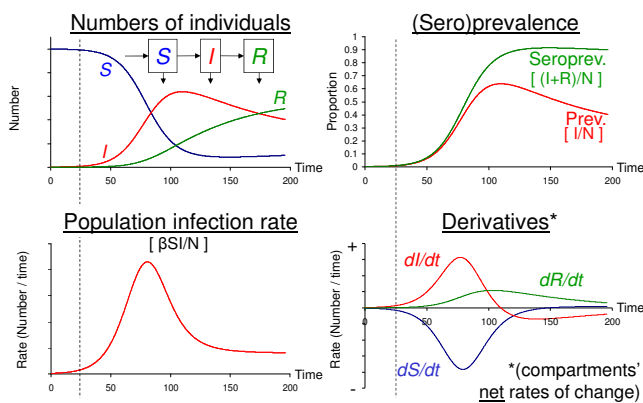 Numbers of individuals
S I R
Number
S
R
I
Time
0 50 100 150 200
(Sero)prevalence
Proportion
0.9
0.8
0.7
0.6
0.5
0.4
0.3
0.2
0.1
0
Seroprev.
[ (I+R)/N ]
Prev.
[ I/N ]
Time
0 50 100 150 200
Population infection rate
[ βSI/N ]
Rate (Number / time)
Time
0 50 100 150 200
Derivatives*
+
Rate (Number / time)
dI/dt
dR/dt
Time
0 50 100 150 200
dS/dt
-
*(compartments'
net rates of change)